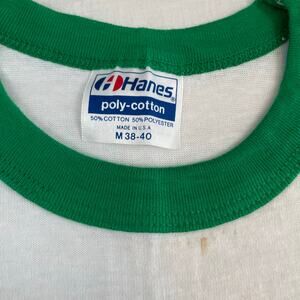 Hanes®
poly-cotton
50% COTTON 50% POLYESTER
MADE IN U.S.A
M 38-40